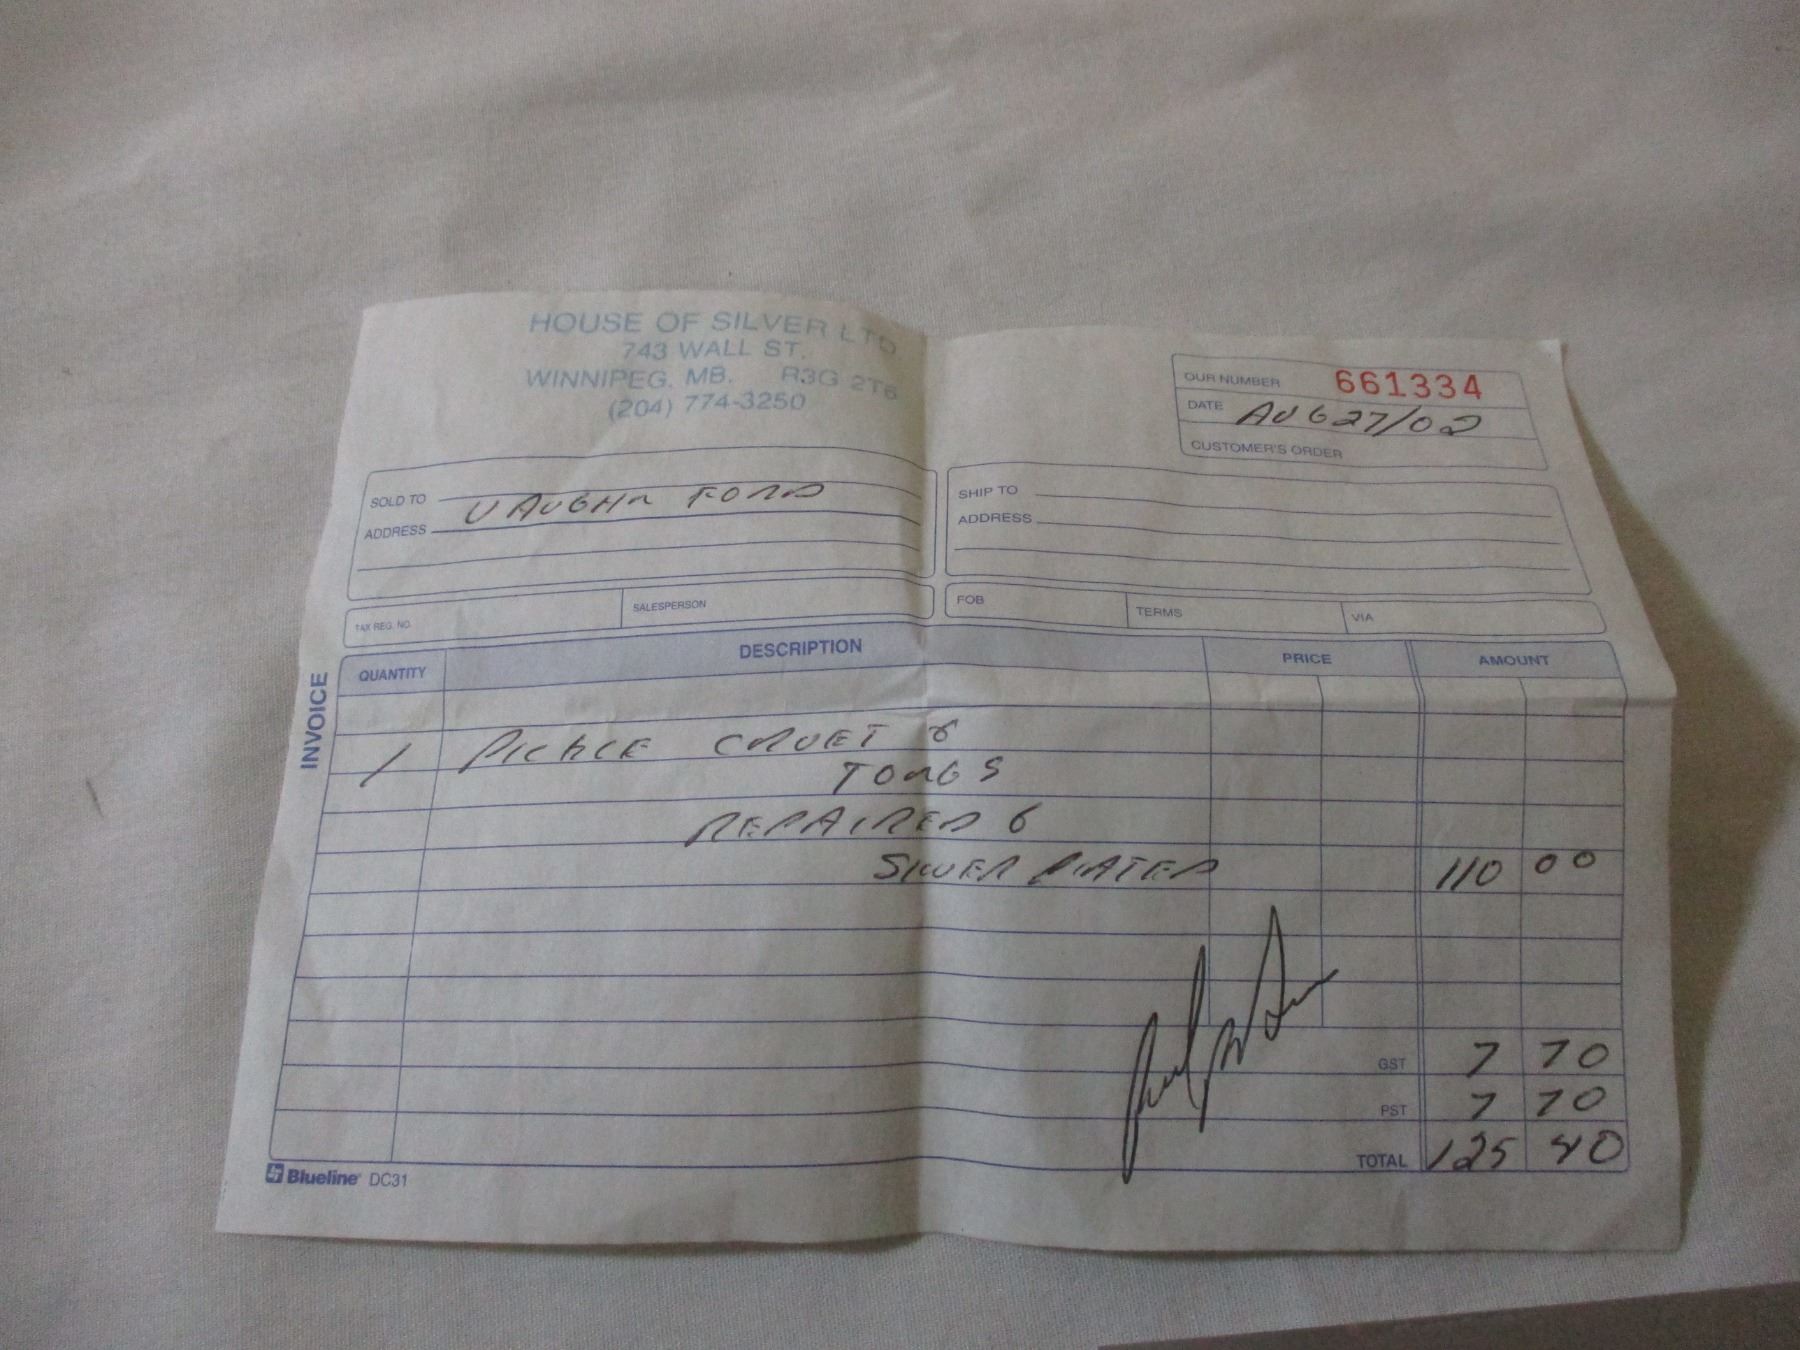 HOUSE OF SILVER LTD
743 WALL ST.
WINNIPEG, MB. R3G 2T6
(204) 774-3250
OUR NUMBER 661334
DATE AUG 27/02
CUSTOMER'S ORDER
SOLD TO VAUGHN FORD
ADDRESS
SHIP TO
ADDRESS
TAX REG. NO.
SALESPERSON
FOB
TERMS
VIA
INVOICE
QUANTITY DESCRIPTION PRICE AMOUNT
1 PICKLE CRUET &
TONGS
REPAIRED &
SILVER PLATED 110 00
GST 7 70
PST 7 70
TOTAL 125 40
Blueline DC31